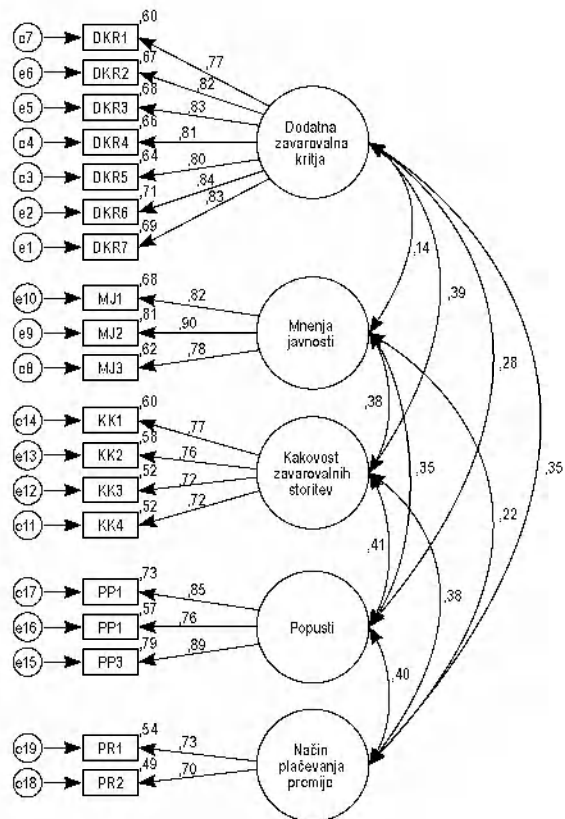 ,60
e7 DKR1
,77
,67
e6 DKR2
,82
,68
e5 DKR3
,83
,66
e4 DKR4
,81
,64
e3 DKR5
,80
,71
e2 DKR6
,84
,69
e1 DKR7
,83
Dodatna
zavarovalna
kritja
,14
,39
,28
,35
,68
e10 MJ1
,82
,81
e9 MJ2
,90
,62
e8 MJ3
,78
Mnenja
javnosti
,38
,35
,22
,60
e14 KK1
,77
,58
e13 KK2
,76
,52
e12 KK3
,72
,52
e11 KK4
,72
Kakovost
zavarovalnih
storitev
,41
,38
,73
e17 PP1
,85
,57
e16 PP1
,76
,79
e15 PP3
,89
Popusti
,40
,54
e19 PR1
,73
,49
e18 PR2
,70
Način
plačevanja
premije